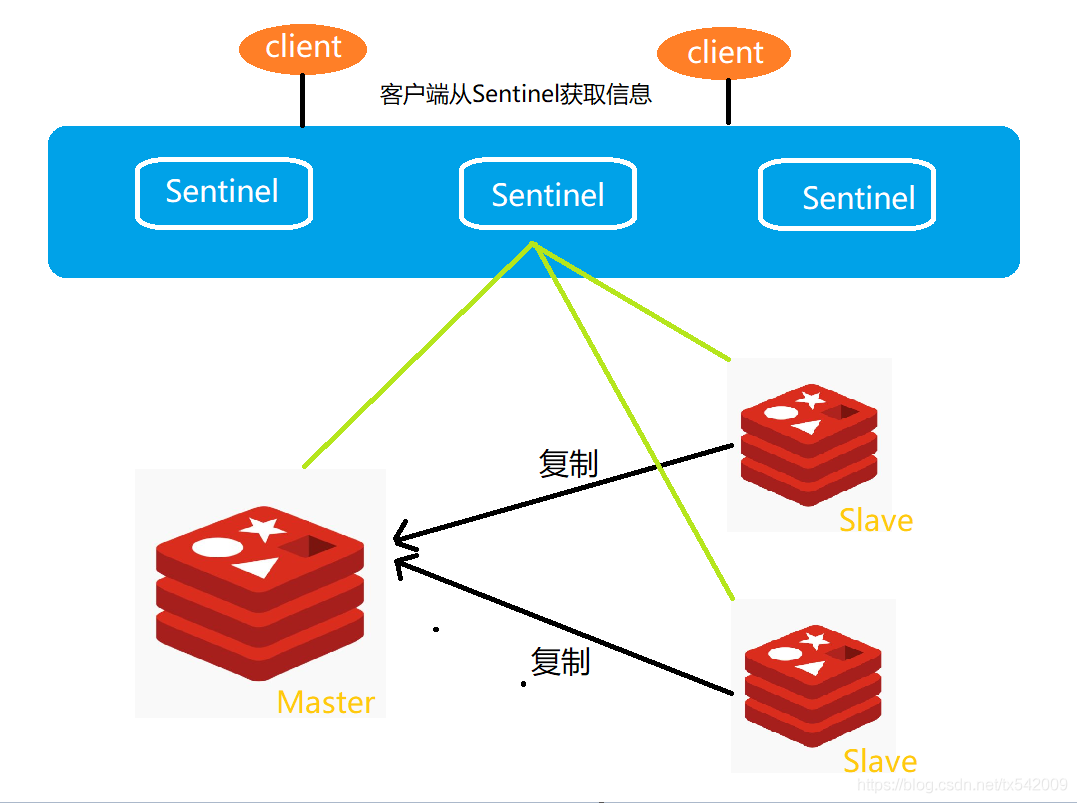 client
client
客户端从Sentinel获取信息
Sentinel
Sentinel
Sentinel
复制
Slave
复制
Master
Slave
https://blog.csdn.net/tx542009